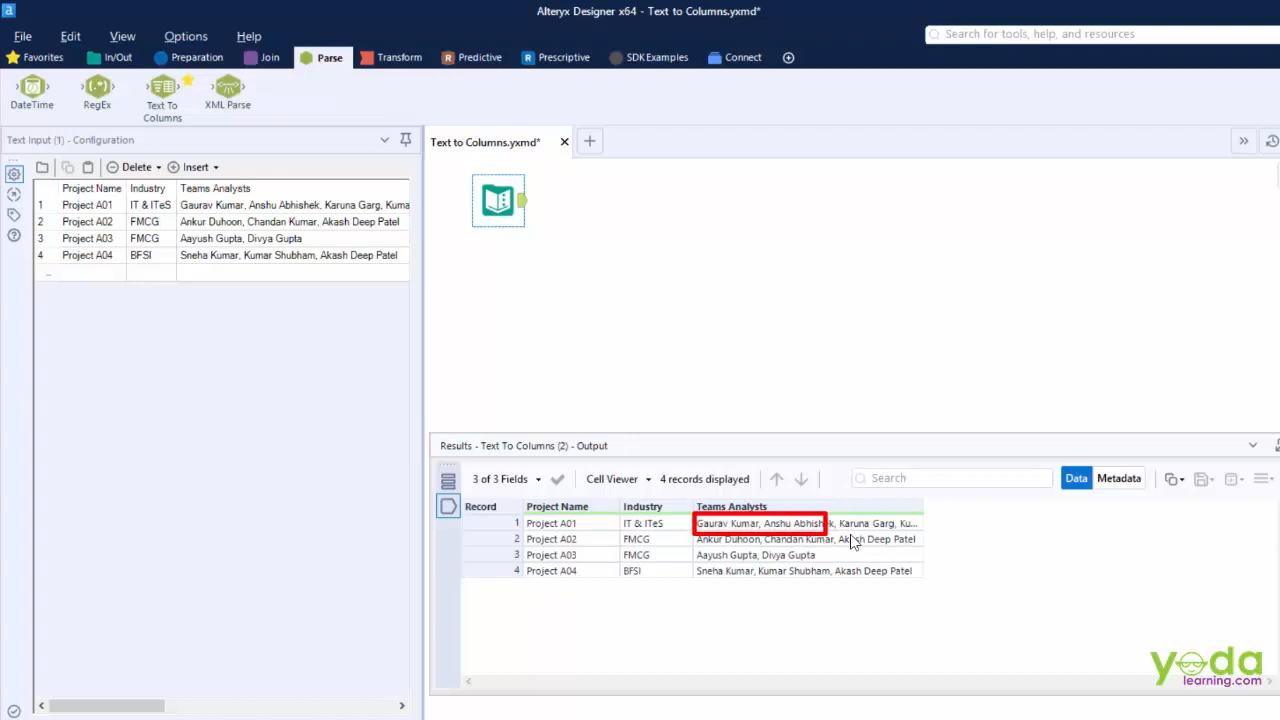 a Alteryx Designer x64 - Text to Columns.yxmd*
File Edit View Options Help
Search for tools, help, and resources
Favorites In/Out Preparation Join Parse Transform R Predictive R Prescriptive SDK Examples Connect
DateTime RegEx Text To Columns XML Parse
Text Input (1) - Configuration
Text to Columns.yxmd*
Delete Insert
Project Name Industry Teams Analysts
1 Project A01 IT & ITeS Gaurav Kumar, Anshu Abhishek, Karuna Garg, Kuma
2 Project A02 FMCG Ankur Duhoon, Chandan Kumar, Akash Deep Patel
3 Project A03 FMCG Aayush Gupta, Divya Gupta
4 Project A04 BFSI Sneha Kumar, Kumar Shubham, Akash Deep Patel
Results - Text To Columns (2) - Output
3 of 3 Fields Cell Viewer 4 records displayed Search Data Metadata
Record Project Name Industry Teams Analysts
1 Project A01 IT & ITeS Gaurav Kumar, Anshu Abhishek, Karuna Garg, Ku...
2 Project A02 FMCG Ankur Duhoon, Chandan Kumar, Akash Deep Patel
3 Project A03 FMCG Aayush Gupta, Divya Gupta
4 Project A04 BFSI Sneha Kumar, Kumar Shubham, Akash Deep Patel
yoda
learning.com